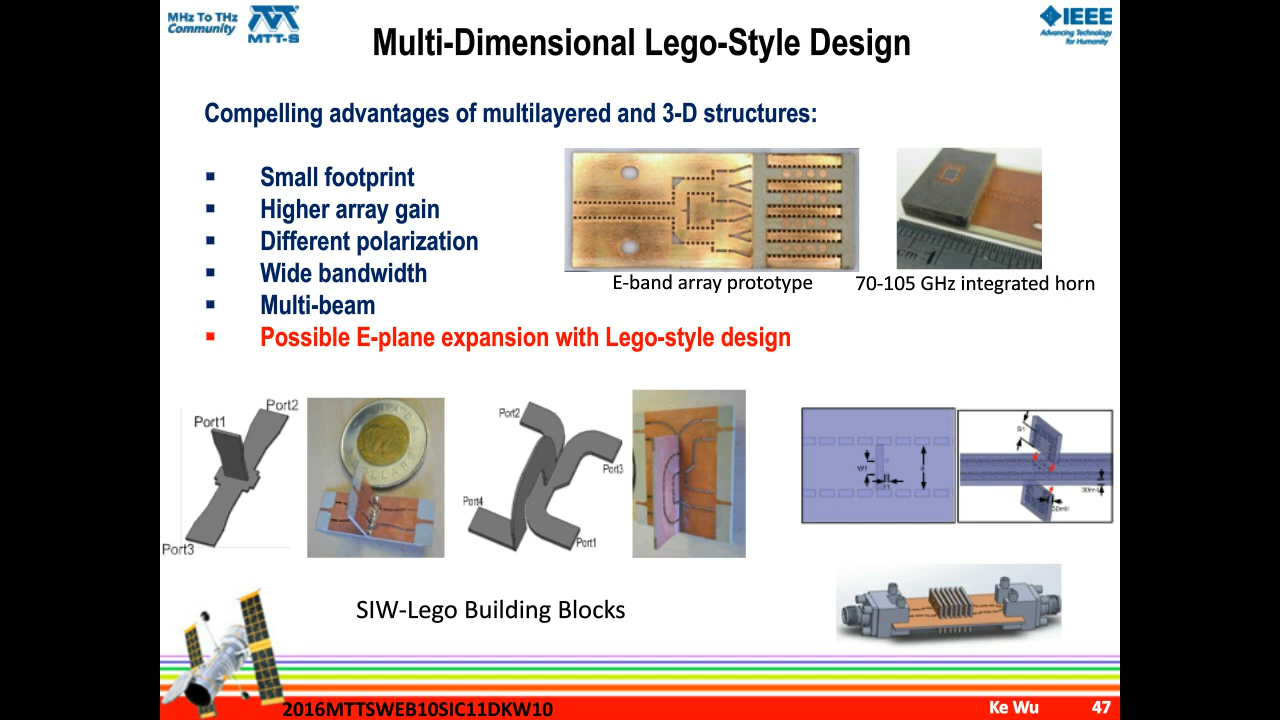 MHz To THz
Community
MTT-S
IEEE
Advancing Technology
for Humanity
Multi-Dimensional Lego-Style Design
Compelling advantages of multilayered and 3-D structures:
▪ Small footprint
▪ Higher array gain
▪ Different polarization
▪ Wide bandwidth
▪ Multi-beam
▪ Possible E-plane expansion with Lego-style design
E-band array prototype
70-105 GHz integrated horn
Port1
Port2
Port3
Port2
Port3
Port4
Port1
SIW-Lego Building Blocks
2016MTTSWEB10SIC11DKW10
Ke Wu
47